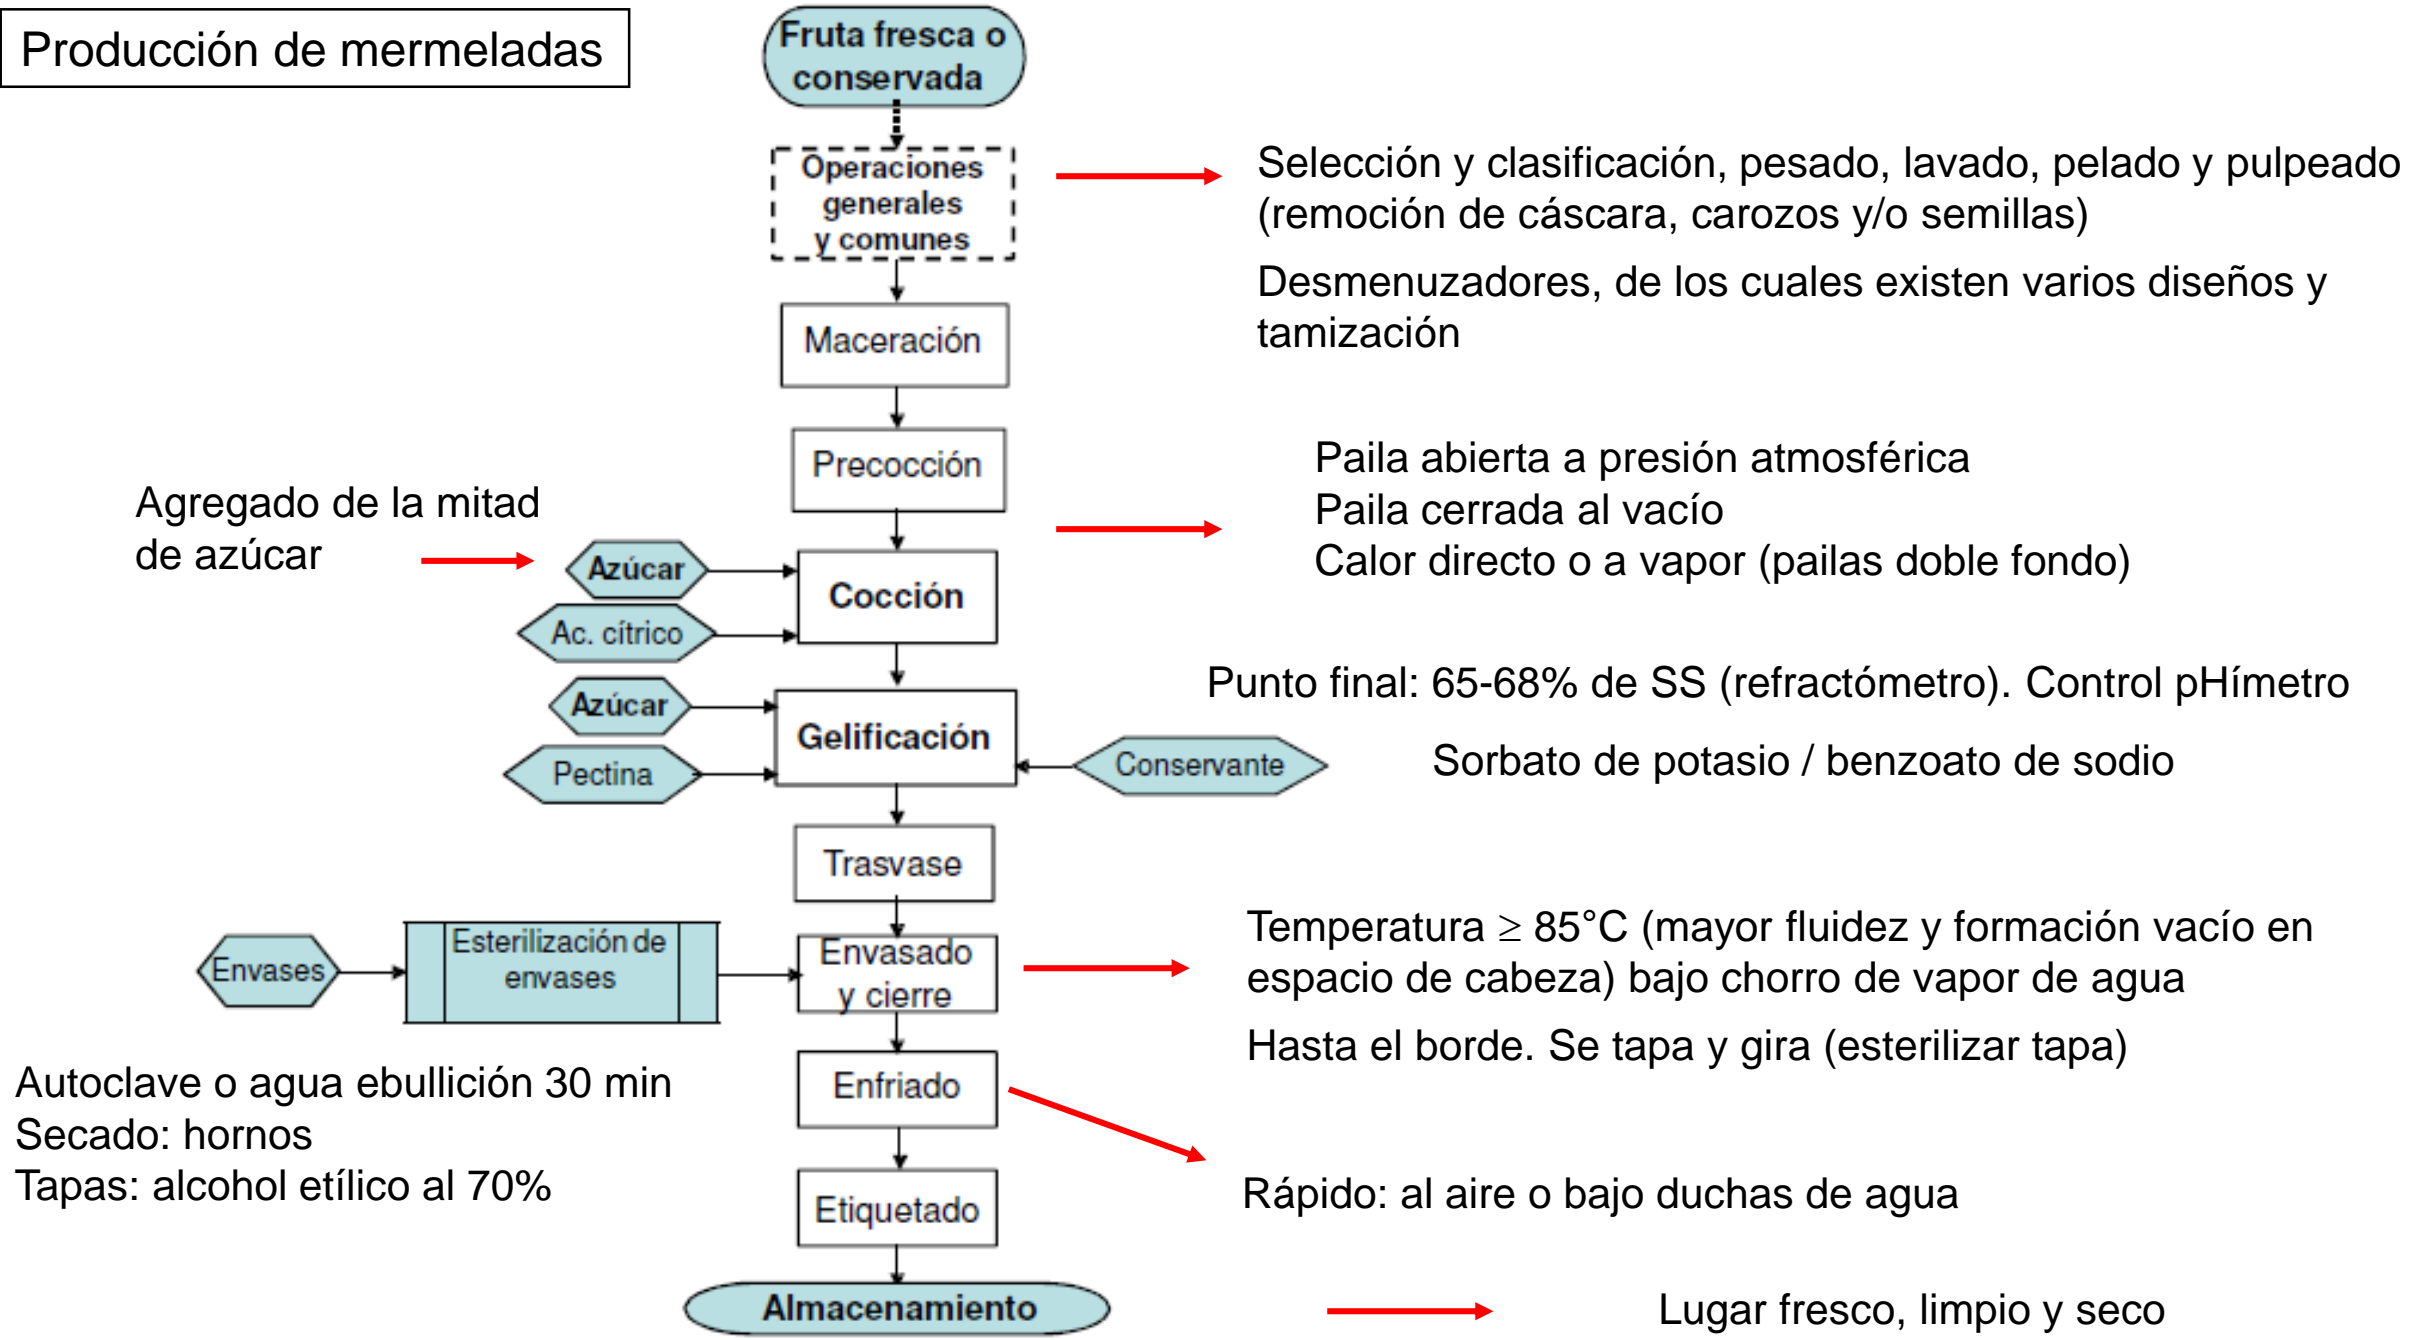 Producción de mermeladas
Fruta fresca o
conservada
Operaciones
generales
y comunes
Selección y clasificación, pesado, lavado, pelado y pulpeado
(remoción de cáscara, carozos y/o semillas)
Desmenuzadores, de los cuales existen varios diseños y
tamización
Maceración
Precocción
Paila abierta a presión atmosférica
Paila cerrada al vacío
Calor directo o a vapor (pailas doble fondo)
Agregado de la mitad
de azúcar
Azúcar
Cocción
Ac. cítrico
Punto final: 65-68% de SS (refractómetro). Control pHímetro
Azúcar
Gelificación
Pectina
Conservante
Sorbato de potasio / benzoato de sodio
Trasvase
Envases
Esterilización de
envases
Envasado
y cierre
Temperatura ≥ 85°C (mayor fluidez y formación vacío en
espacio de cabeza) bajo chorro de vapor de agua
Hasta el borde. Se tapa y gira (esterilizar tapa)
Autoclave o agua ebullición 30 min
Secado: hornos
Tapas: alcohol etílico al 70%
Enfriado
Rápido: al aire o bajo duchas de agua
Etiquetado
Almacenamiento
Lugar fresco, limpio y seco